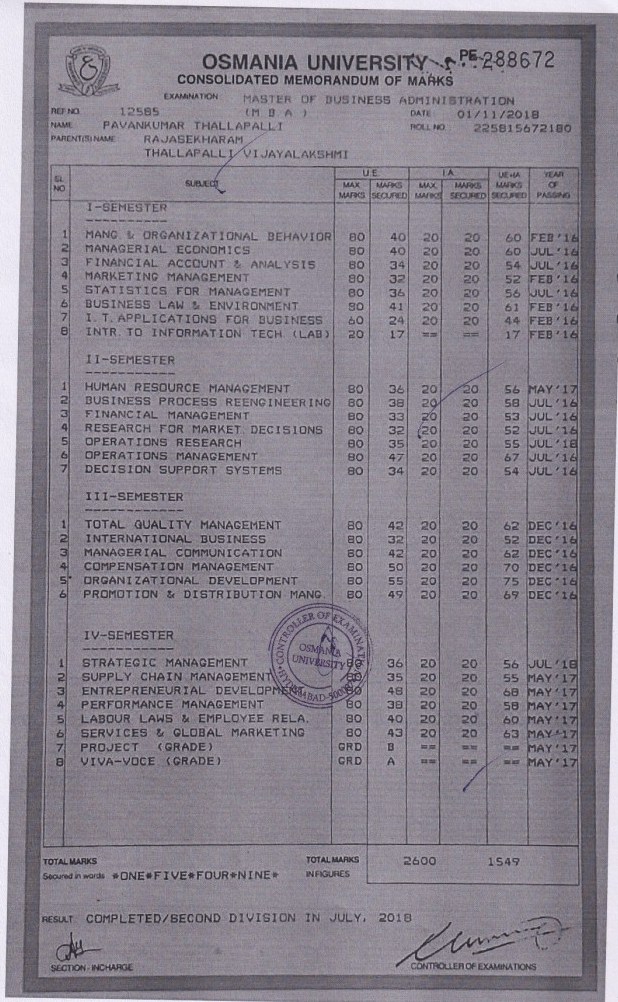 OSMANIA UNIVERSITY PE 288672
CONSOLIDATED MEMORANDUM OF MARKS
EXAMINATION MASTER OF BUSINESS ADMINISTRATION
REF NO. 12585 (M B A) DATE: 01/11/2018
NAME: PAVANKUMAR THALLAPALLI ROLL NO. 225815672180
PARENT(S) NAME RAJASEKHARAM
THALLAPALLI VIJAYALAKSHMI
SL. NO. SUBJECT U.E. MAX. MARKS MARKS SECURED I.A. MAX. MARKS MARKS SECURED UE+IA MARKS SECURED YEAR OF PASSING
I-SEMESTER
-----------
1 MANG. & ORGANIZATIONAL BEHAVIOR 80 40 20 20 60 FEB'16
2 MANAGERIAL ECONOMICS 80 40 20 20 60 JUL'16
3 FINANCIAL ACCOUNT & ANALYSIS 80 34 20 20 54 JUL'16
4 MARKETING MANAGEMENT 80 32 20 20 52 FEB'16
5 STATISTICS FOR MANAGEMENT 80 36 20 20 56 JUL'16
6 BUSINESS LAW & ENVIRONMENT 80 41 20 20 61 FEB'16
7 I.T. APPLICATIONS FOR BUSINESS 60 24 20 20 44 FEB'16
8 INTR. TO INFORMATION TECH (LAB) 20 17 == == 17 FEB'16
II-SEMESTER
------------
1 HUMAN RESOURCE MANAGEMENT 80 36 20 20 56 MAY'17
2 BUSINESS PROCESS REENGINEERING 80 38 20 20 58 JUL'16
3 FINANCIAL MANAGEMENT 80 33 20 20 53 JUL'16
4 RESEARCH FOR MARKET. DECISIONS 80 32 20 20 52 JUL'16
5 OPERATIONS RESEARCH 80 35 20 20 55 JUL'18
6 OPERATIONS MANAGEMENT 80 47 20 20 67 JUL'16
7 DECISION SUPPORT SYSTEMS 80 34 20 20 54 JUL'16
III-SEMESTER
-------------
1 TOTAL QUALITY MANAGEMENT 80 42 20 20 62 DEC'16
2 INTERNATIONAL BUSINESS 80 32 20 20 52 DEC'16
3 MANAGERIAL COMMUNICATION 80 42 20 20 62 DEC'16
4 COMPENSATION MANAGEMENT 80 50 20 20 70 DEC'16
5 ORGANIZATIONAL DEVELOPMENT 80 55 20 20 75 DEC'16
6 PROMOTION & DISTRIBUTION MANG. 80 49 20 20 69 DEC'16
IV-SEMESTER
------------
1 STRATEGIC MANAGEMENT 80 36 20 20 56 JUL'18
2 SUPPLY CHAIN MANAGEMENT 80 35 20 20 55 MAY'17
3 ENTREPRENEURIAL DEVELOPMENT 80 48 20 20 68 MAY'17
4 PERFORMANCE MANAGEMENT 80 38 20 20 58 MAY'17
5 LABOUR LAWS & EMPLOYEE RELA. 80 40 20 20 60 MAY'17
6 SERVICES & GLOBAL MARKETING 80 43 20 20 63 MAY'17
7 PROJECT (GRADE) GRD B == == == MAY'17
8 VIVA-VOCE (GRADE) GRD A == == == MAY'17
CONTROLLER OF EXAMINATIONS
OSMANIA
UNIVERSITY
HYDERABAD-500007
TOTAL MARKS
Secured in words *ONE*FIVE*FOUR*NINE*
TOTAL MARKS
IN FIGURES
2600 1549
RESULT COMPLETED/SECOND DIVISION IN JULY, 2018
SECTION - INCHARGE
CONTROLLER OF EXAMINATIONS